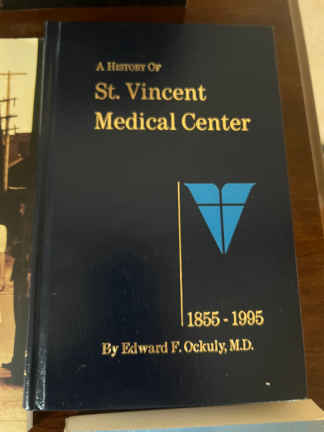 A History Of
St. Vincent
Medical Center
1855 - 1995
By Edward F. Ockuly, M.D.